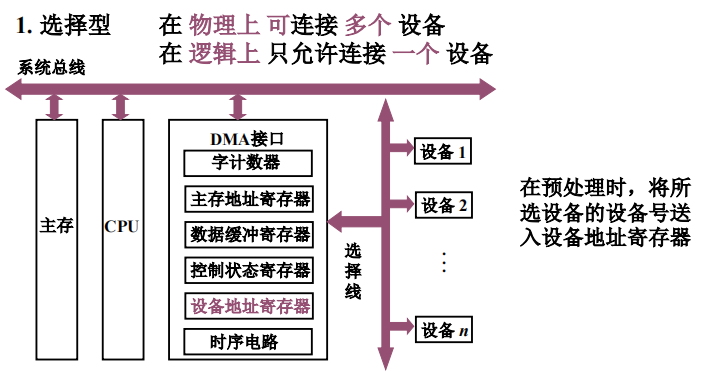 1. 选择型 在 物理上 可连接 多个 设备
在 逻辑上 只允许连接 一个 设备
系统总线
主存
CPU
DMA接口
字计数器
主存地址寄存器
数据缓冲寄存器
控制状态寄存器
设备地址寄存器
时序电路
选择线
设备 1
设备 2
⋮
设备 n
在预处理时，将所
选设备的设备号送
入设备地址寄存器